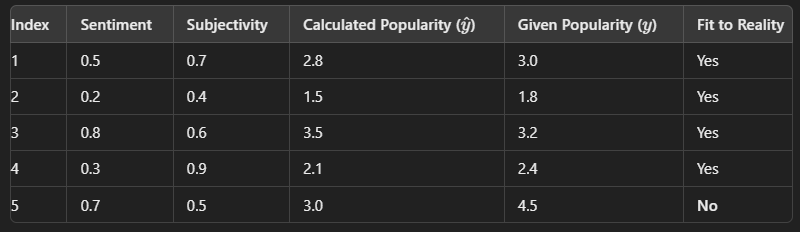 Index Sentiment Subjectivity Calculated Popularity (ŷ) Given Popularity (y) Fit to Reality
1 0.5 0.7 2.8 3.0 Yes
2 0.2 0.4 1.5 1.8 Yes
3 0.8 0.6 3.5 3.2 Yes
4 0.3 0.9 2.1 2.4 Yes
5 0.7 0.5 3.0 4.5 No